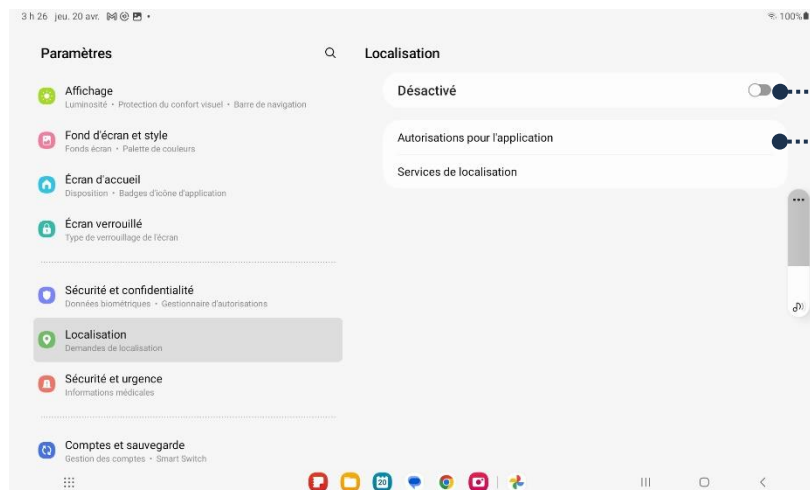 3 h 26 jeu. 20 avr.
100%
Paramètres
Localisation
Affichage
Luminosité • Protection du confort visuel • Barre de navigation
Fond d'écran et style
Fonds écran • Palette de couleurs
Écran d'accueil
Disposition • Badges d'icône d'application
Écran verrouillé
Type de verrouillage de l'écran
Sécurité et confidentialité
Données biométriques • Gestionnaire d'autorisations
Localisation
Demandes de localisation
Sécurité et urgence
Informations médicales
Comptes et sauvegarde
Gestion des comptes • Smart Switch
Désactivé
Autorisations pour l'application
Services de localisation
20